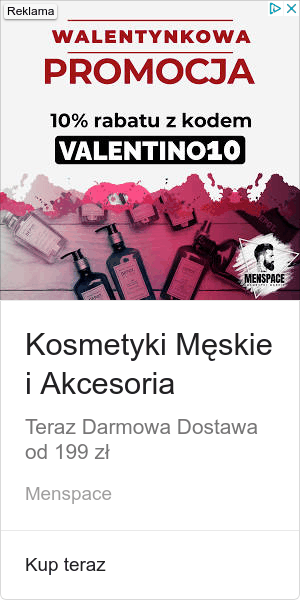 Reklama
WALENTYNKOWA
PROMOCJA
10% rabatu z kodem
VALENTINO10
MENSPACE
Kosmetyki Męskie
i Akcesoria
Teraz Darmowa Dostawa
od 199 zł
Menspace
Kup teraz